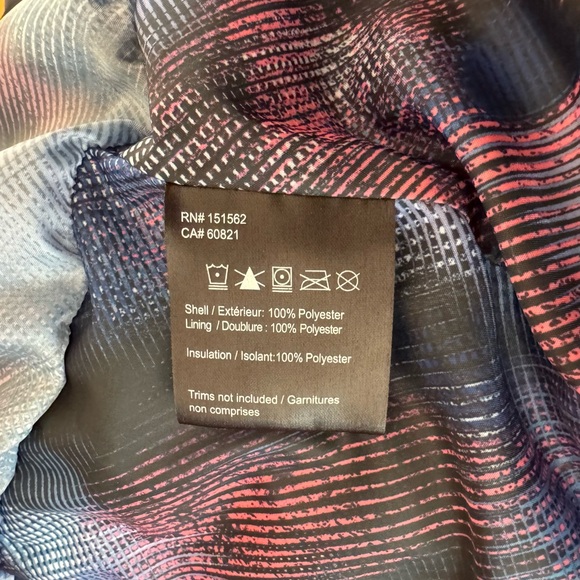 RN# 151562
CA# 60821
Shell / Extérieur: 100% Polyester
Lining / Doublure : 100% Polyester
Insulation / Isolant:100% Polyester
Trims not included / Garnitures
non comprises